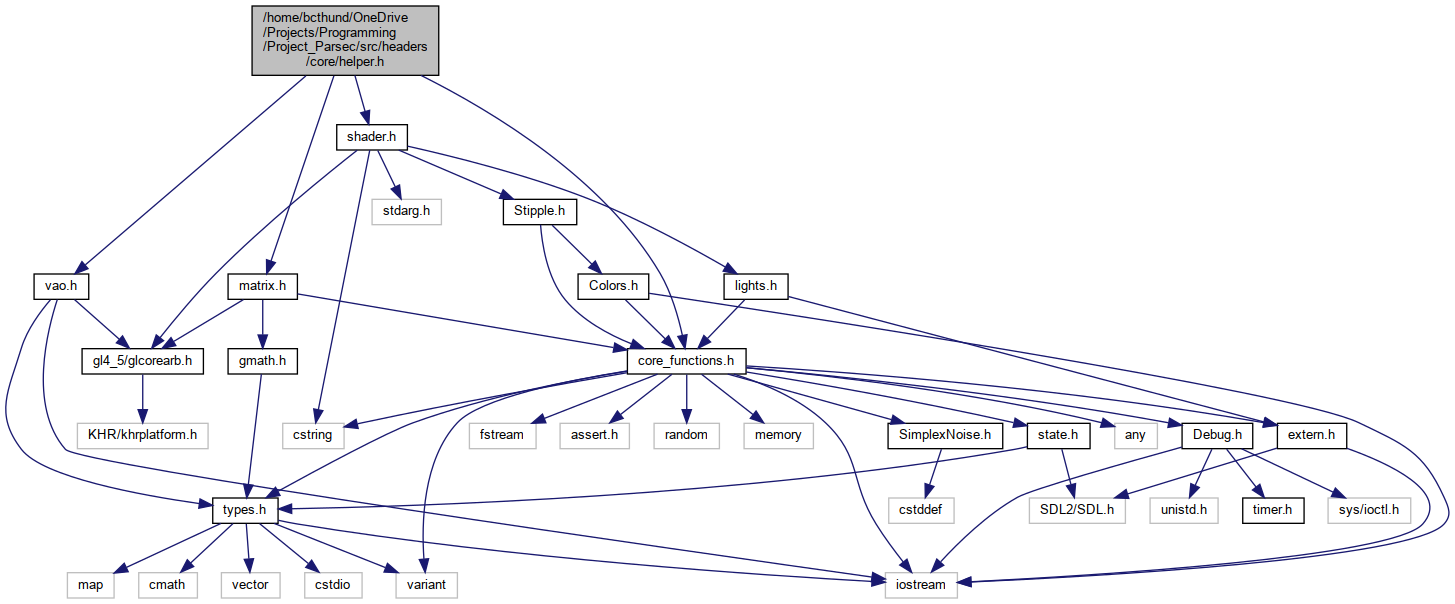 /home/bcthund/OneDrive
/Projects/Programming
/Project_Parsec/src/headers
/core/helper.h
shader.h
stdarg.h
Stipple.h
vao.h
matrix.h
Colors.h
lights.h
gl4_5/glcorearb.h
gmath.h
core_functions.h
KHR/khrplatform.h
cstring
fstream
assert.h
random
memory
SimplexNoise.h
state.h
any
Debug.h
extern.h
types.h
cstddef
SDL2/SDL.h
unistd.h
timer.h
sys/ioctl.h
map
cmath
vector
cstdio
variant
iostream